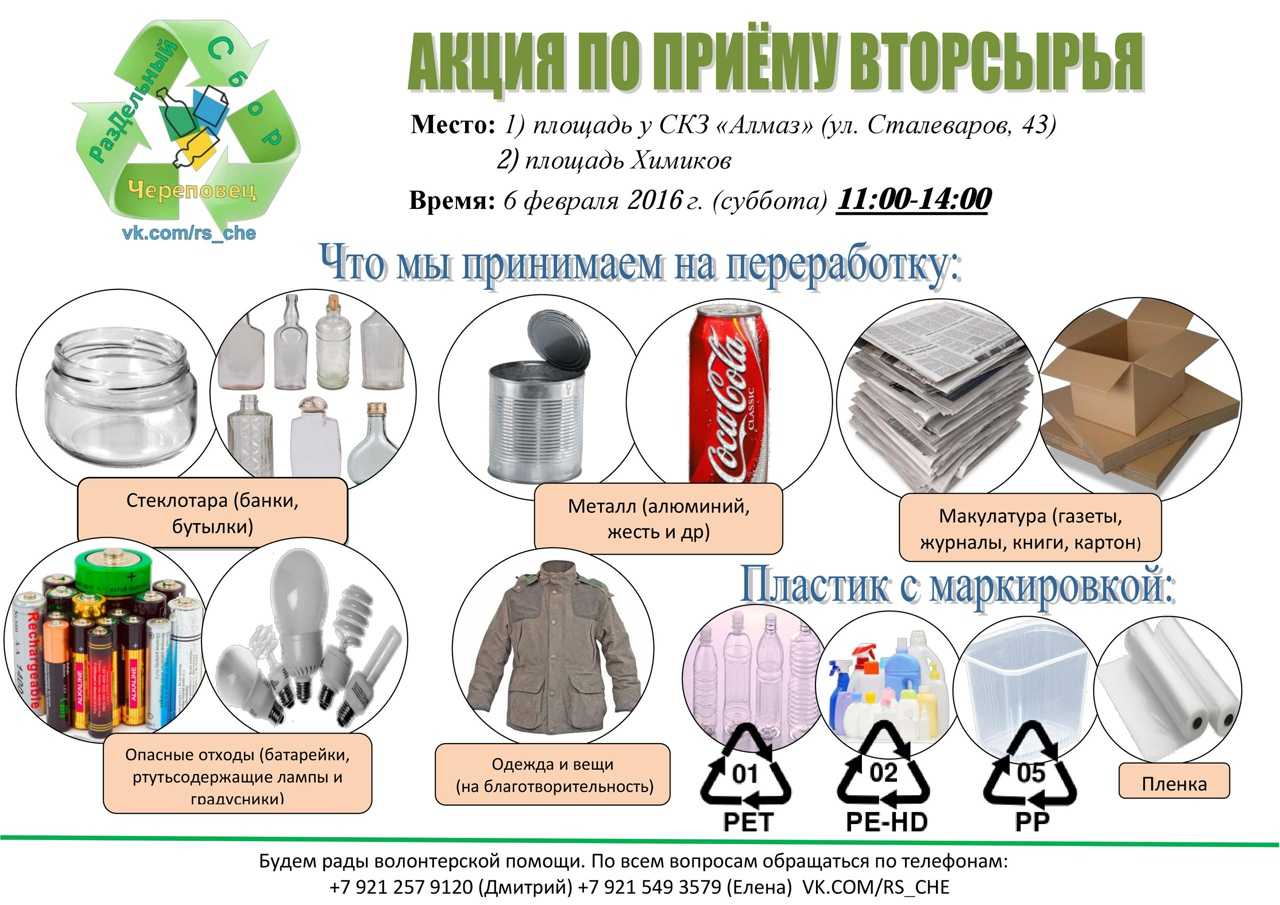 РазДельный
Сбор
Череповец
vk.com/rs_che
АКЦИЯ ПО ПРИЁМУ ВТОРСЫРЬЯ
Место: 1) площадь у СКЗ «Алмаз» (ул. Сталеваров, 43)
2) площадь Химиков
Время: 6 февраля 2016 г. (суббота) 11:00-14:00
Что мы принимаем на переработку:
Coca-Cola
CLASSIC
Стеклотара (банки,
бутылки)
Металл (алюминий,
жесть и др)
Макулатура (газеты,
журналы, книги, картон)
Rechargeable
ALKALINE
ALKALINE
Опасные отходы (батарейки,
ртутьсодержащие лампы и
градусники)
Одежда и вещи
(на благотворительность)
Пластик с маркировкой:
01
PET
02
PE-HD
05
PP
Пленка
Будем рады волонтерской помощи. По всем вопросам обращаться по телефонам:
+7 921 257 9120 (Дмитрий) +7 921 549 3579 (Елена) VK.COM/RS_CHE